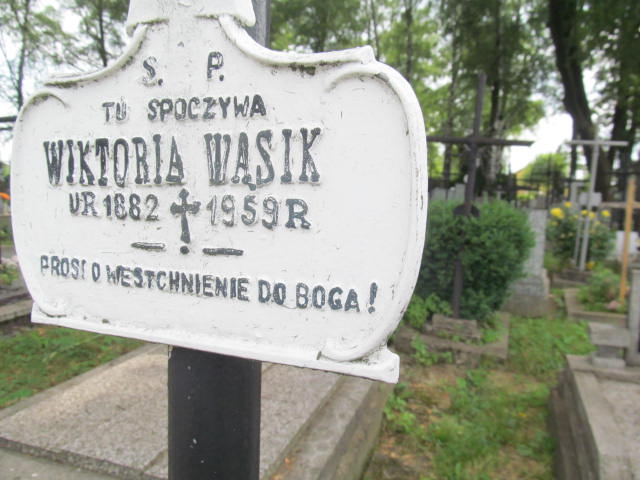 S. P.
TU SPOCZYWA
WIKTORIA WĄSIK
UR 1882 ✝ 1959 R
PROSI O WESTCHNIENIE DO BOGA!